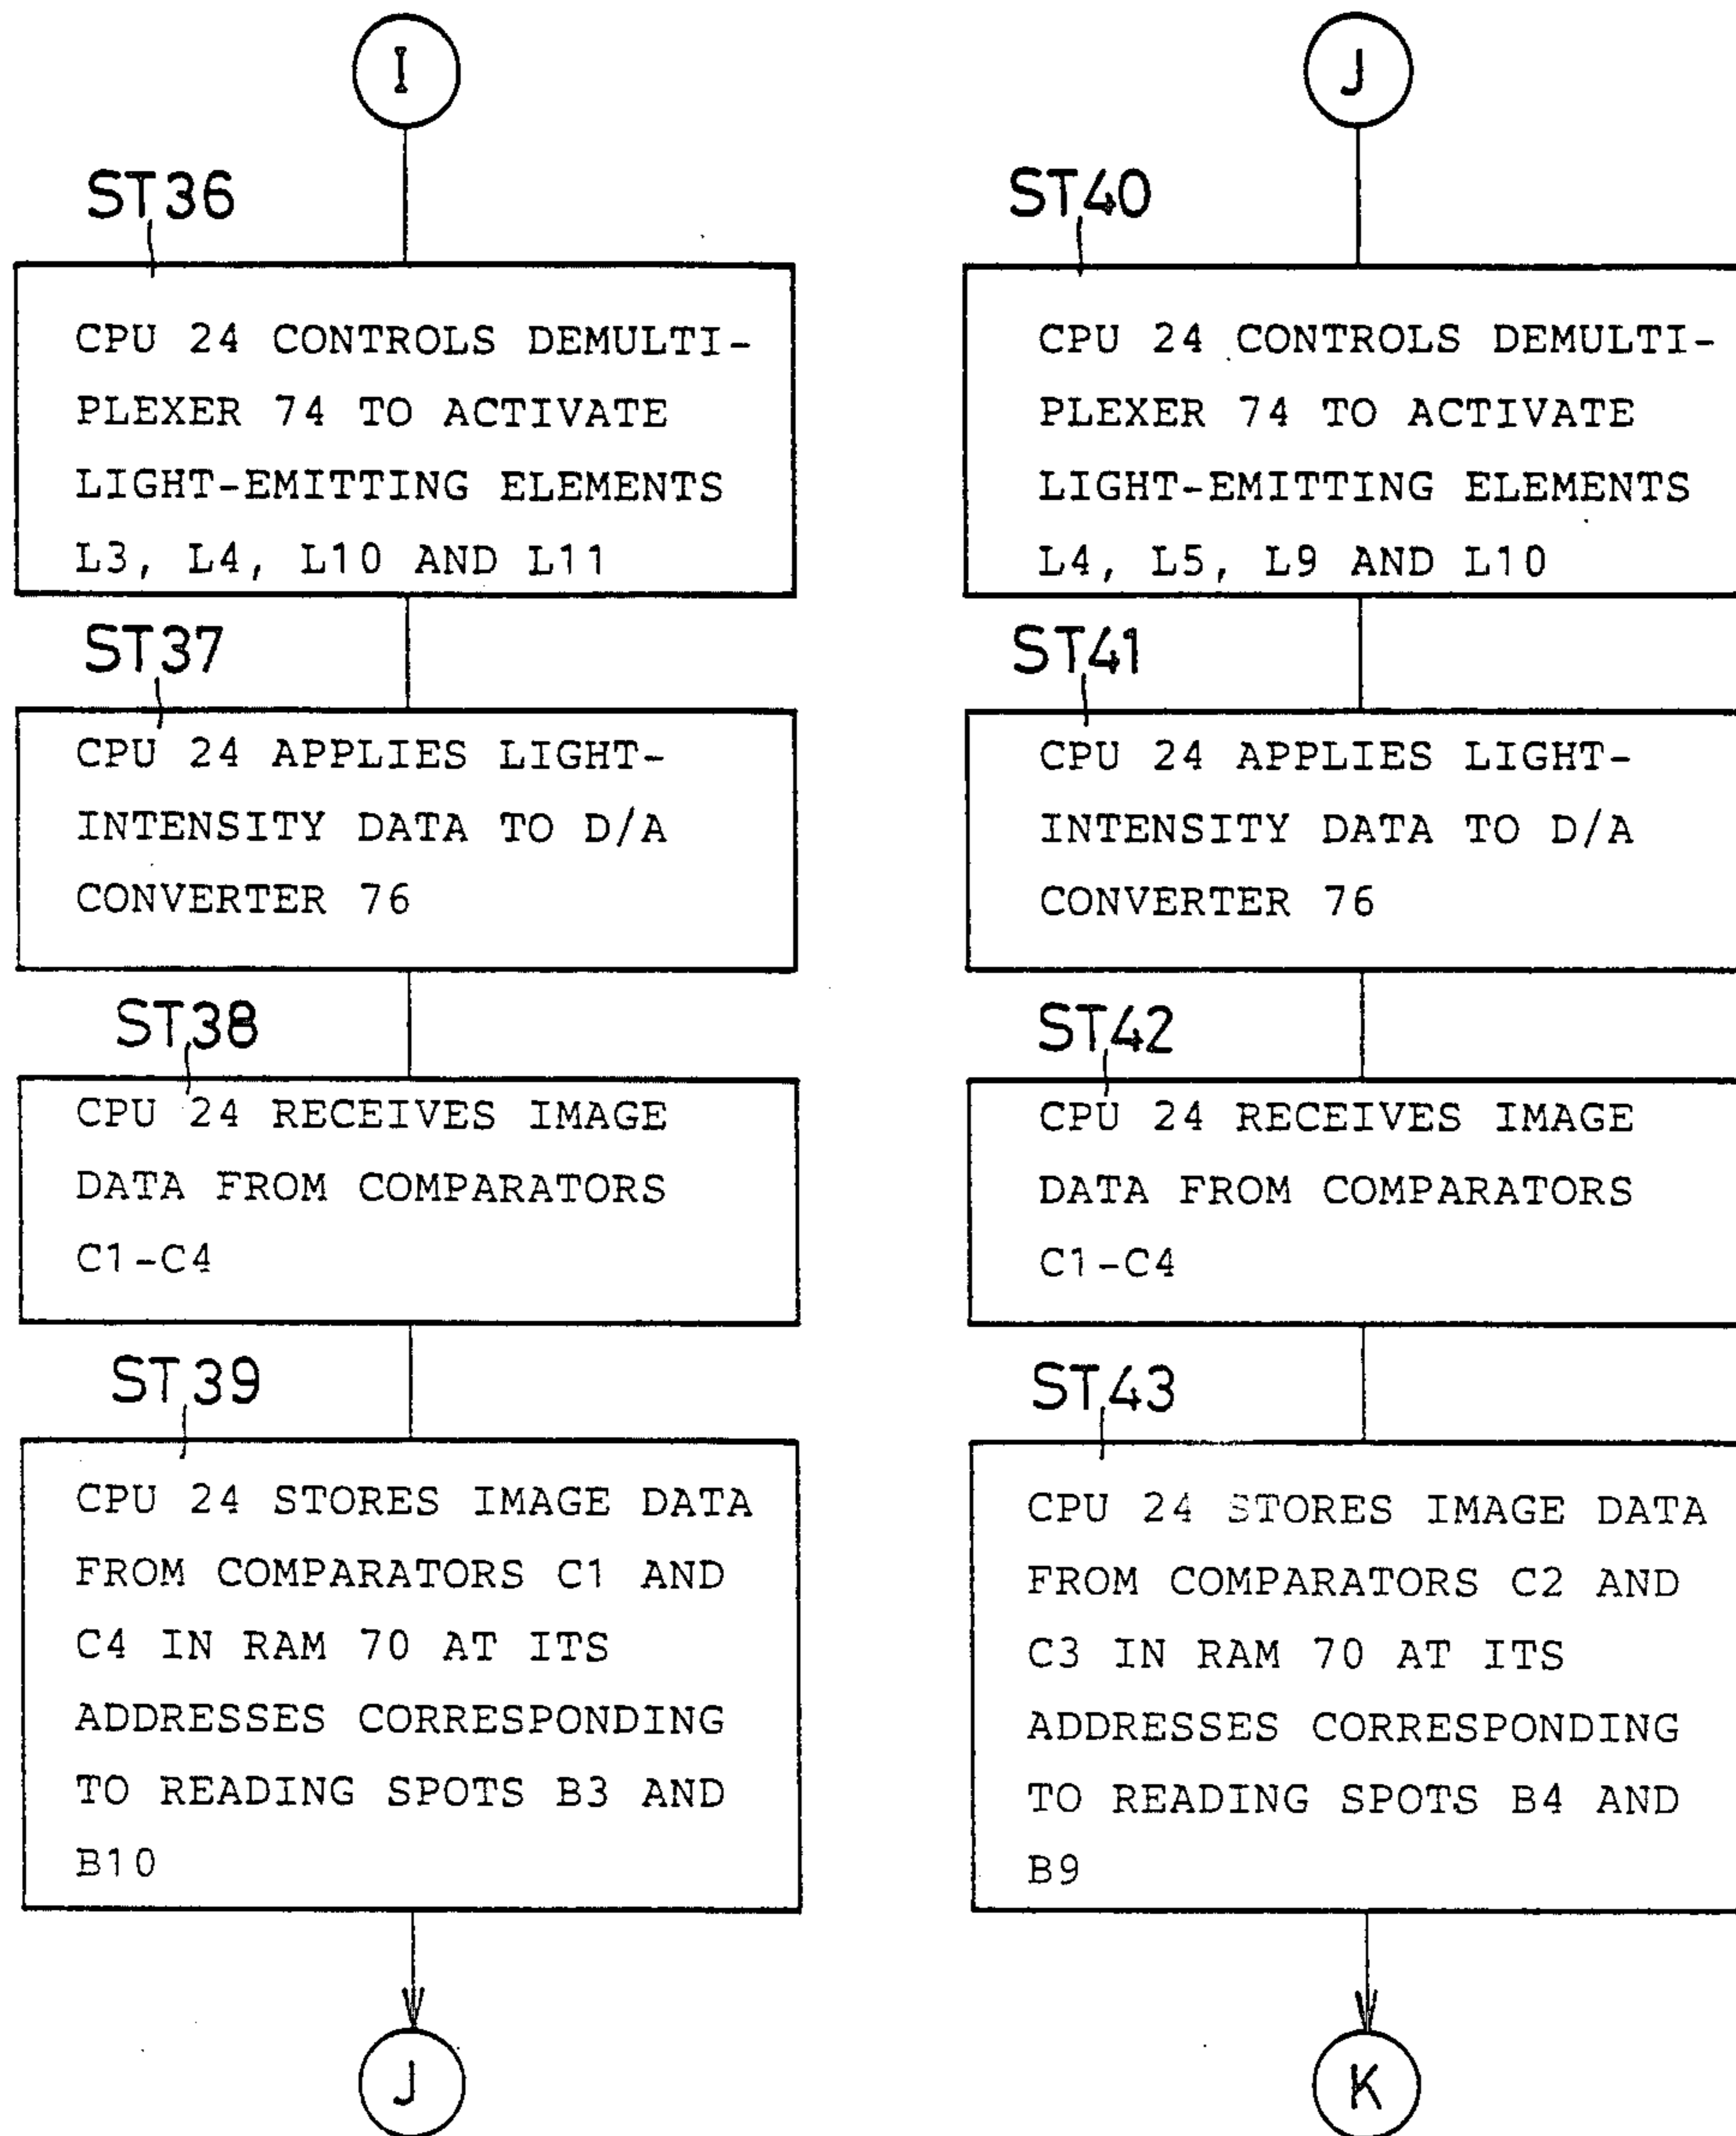 I
ST36
CPU 24 CONTROLS DEMULTI-
PLEXER 74 TO ACTIVATE
LIGHT-EMITTING ELEMENTS
L3, L4, L10 AND L11
ST37
CPU 24 APPLIES LIGHT-
INTENSITY DATA TO D/A
CONVERTER 76
ST38
CPU 24 RECEIVES IMAGE
DATA FROM COMPARATORS
C1-C4
ST39
CPU 24 STORES IMAGE DATA
FROM COMPARATORS C1 AND
C4 IN RAM 70 AT ITS
ADDRESSES CORRESPONDING
TO READING SPOTS B3 AND
B10
J
J
ST40
CPU 24 CONTROLS DEMULTI-
PLEXER 74 TO ACTIVATE
LIGHT-EMITTING ELEMENTS
L4, L5, L9 AND L10
ST41
CPU 24 APPLIES LIGHT-
INTENSITY DATA TO D/A
CONVERTER 76
ST42
CPU 24 RECEIVES IMAGE
DATA FROM COMPARATORS
C1-C4
ST43
CPU 24 STORES IMAGE DATA
FROM COMPARATORS C2 AND
C3 IN RAM 70 AT ITS
ADDRESSES CORRESPONDING
TO READING SPOTS B4 AND
B9
K